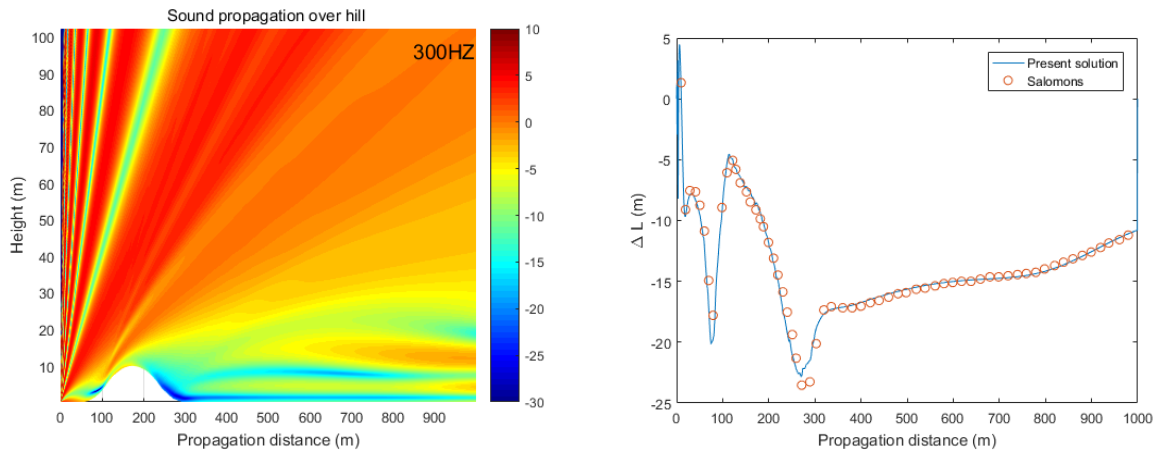 Sound propagation over hill
300HZ
Height (m)
100
90
80
70
60
50
40
30
20
10
0 100 200 300 400 500 600 700 800 900
Propagation distance (m)
10
5
0
-5
-10
-15
-20
-25
-30
Present solution
Salomons
Δ L (m)
5
0
-5
-10
-15
-20
-25
0 100 200 300 400 500 600 700 800 900 1000
Propagation distance (m)